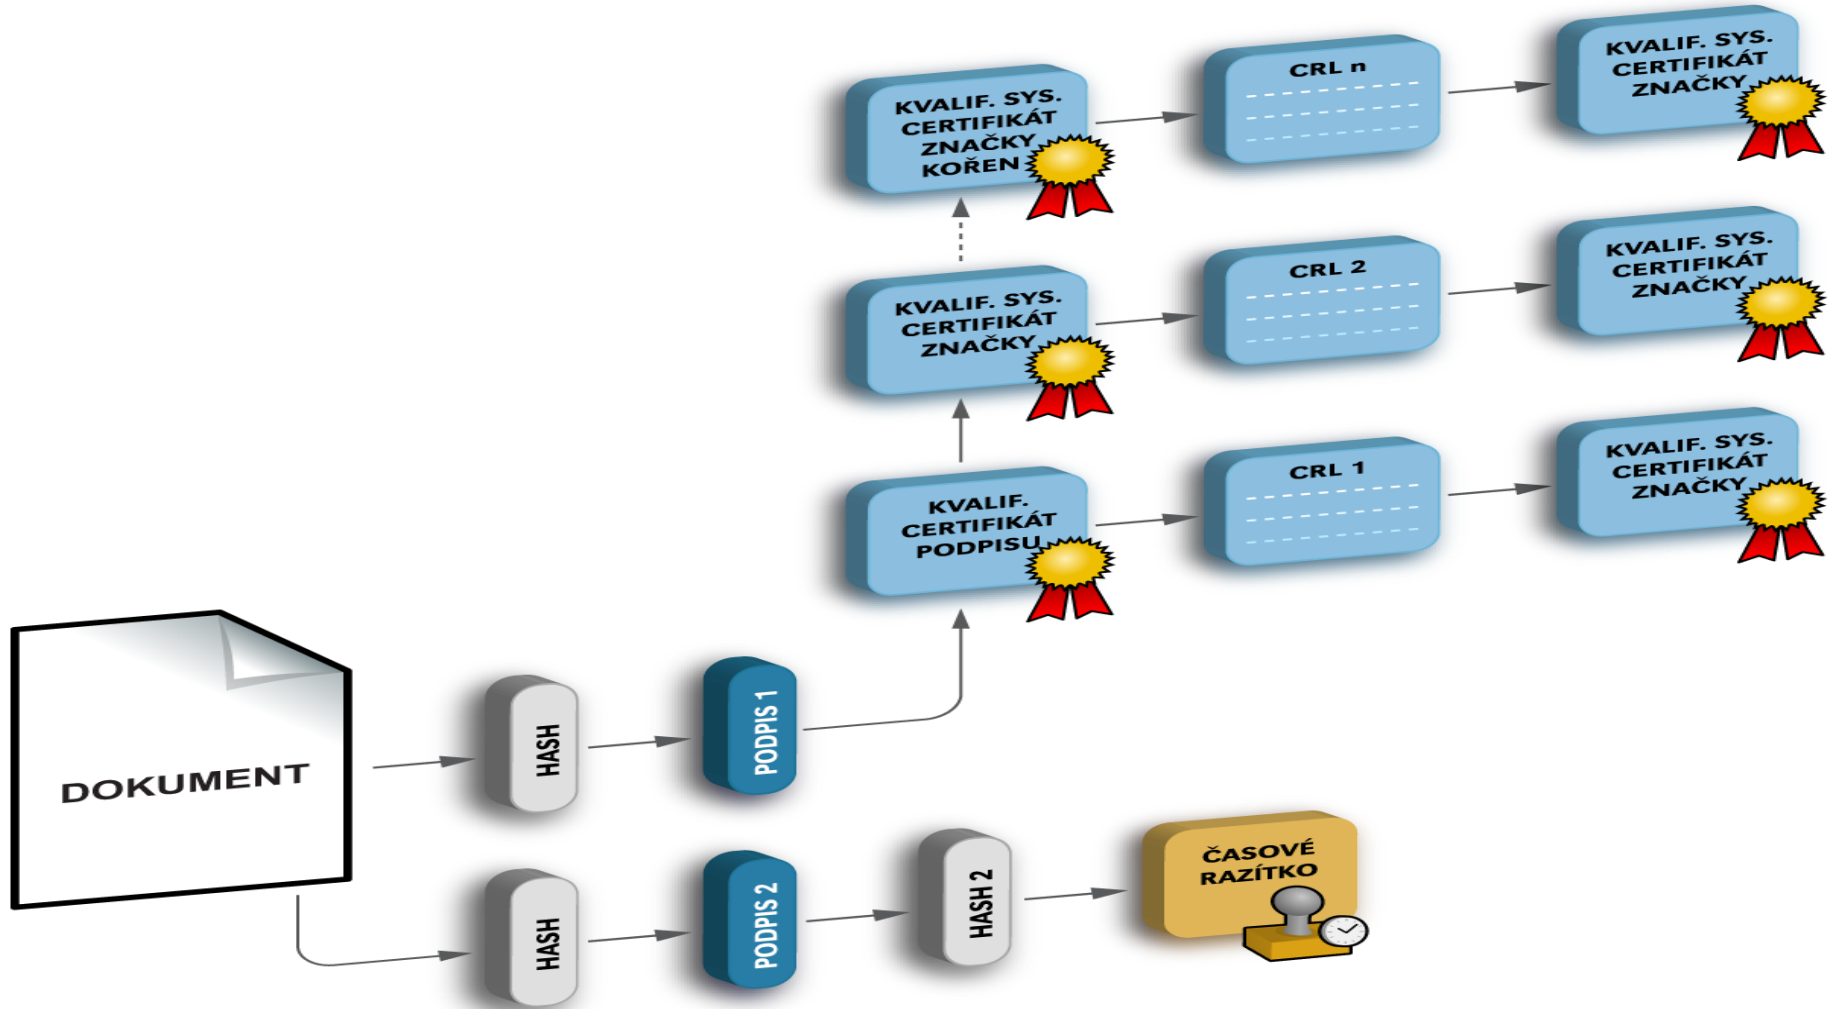 KVALIF. SYS.
CERTIFIKÁT
ZNAČKY
KOŘEN
CRL n
KVALIF. SYS.
CERTIFIKÁT
ZNAČKY
KVALIF. SYS.
CERTIFIKÁT
ZNAČKY
CRL 2
KVALIF. SYS.
CERTIFIKÁT
ZNAČKY
KVALIF.
CERTIFIKÁT
PODPISU
CRL 1
KVALIF. SYS.
CERTIFIKÁT
ZNAČKY
DOKUMENT
HASH
PODPIS 1
HASH
PODPIS 2
HASH 2
ČASOVÉ
RAZÍTKO